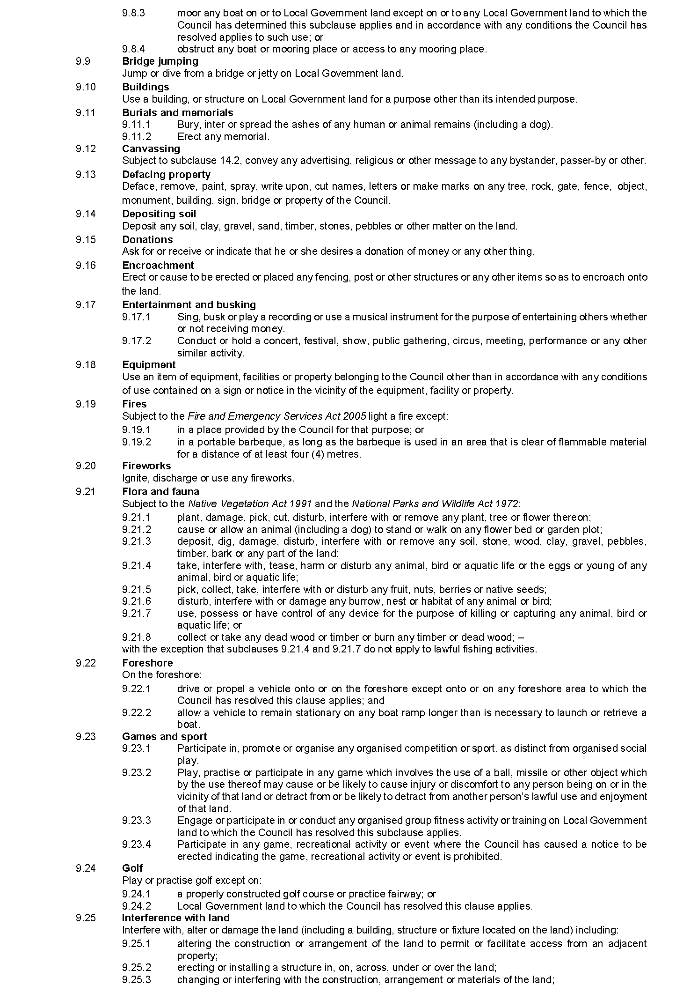 9.8.3 moor any boat on or to Local Government land except on or to any Local Government land to which the
Council has determined this subclause applies and in accordance with any conditions the Council has
resolved applies to such use; or
9.8.4 obstruct any boat or mooring place or access to any mooring place.
9.9 Bridge jumping
Jump or dive from a bridge or jetty on Local Government land.
9.10 Buildings
Use a building, or structure on Local Government land for a purpose other than its intended purpose.
9.11 Burials and memorials
9.11.1 Bury, inter or spread the ashes of any human or animal remains (including a dog).
9.11.2 Erect any memorial.
9.12 Canvassing
Subject to subclause 14.2, convey any advertising, religious or other message to any bystander, passer-by or other.
9.13 Defacing property
Deface, remove, paint, spray, write upon, cut names, letters or make marks on any tree, rock, gate, fence, object,
monument, building, sign, bridge or property of the Council.
9.14 Depositing soil
Deposit any soil, clay, gravel, sand, timber, stones, pebbles or other matter on the land.
9.15 Donations
Ask for or receive or indicate that he or she desires a donation of money or any other thing.
9.16 Encroachment
Erect or cause to be erected or placed any fencing, post or other structures or any other items so as to encroach onto
the land.
9.17 Entertainment and busking
9.17.1 Sing, busk or play a recording or use a musical instrument for the purpose of entertaining others whether
or not receiving money.
9.17.2 Conduct or hold a concert, festival, show, public gathering, circus, meeting, performance or any other
similar activity.
9.18 Equipment
Use an item of equipment, facilities or property belonging to the Council other than in accordance with any conditions
of use contained on a sign or notice in the vicinity of the equipment, facility or property.
9.19 Fires
Subject to the Fire and Emergency Services Act 2005 light a fire except:
9.19.1 in a place provided by the Council for that purpose; or
9.19.2 in a portable barbeque, as long as the barbeque is used in an area that is clear of flammable material
for a distance of at least four (4) metres.
9.20 Fireworks
Ignite, discharge or use any fireworks.
9.21 Flora and fauna
Subject to the Native Vegetation Act 1991 and the National Parks and Wildlife Act 1972:
9.21.1 plant, damage, pick, cut, disturb, interfere with or remove any plant, tree or flower thereon;
9.21.2 cause or allow an animal (including a dog) to stand or walk on any flower bed or garden plot;
9.21.3 deposit, dig, damage, disturb, interfere with or remove any soil, stone, wood, clay, gravel, pebbles,
timber, bark or any part of the land;
9.21.4 take, interfere with, tease, harm or disturb any animal, bird or aquatic life or the eggs or young of any
animal, bird or aquatic life;
9.21.5 pick, collect, take, interfere with or disturb any fruit, nuts, berries or native seeds;
9.21.6 disturb, interfere with or damage any burrow, nest or habitat of any animal or bird;
9.21.7 use, possess or have control of any device for the purpose of killing or capturing any animal, bird or
aquatic life; or
9.21.8 collect or take any dead wood or timber or burn any timber or dead wood; –
with the exception that subclauses 9.21.4 and 9.21.7 do not apply to lawful fishing activities.
9.22 Foreshore
On the foreshore:
9.22.1 drive or propel a vehicle onto or on the foreshore except onto or on any foreshore area to which the
Council has resolved this clause applies; and
9.22.2 allow a vehicle to remain stationary on any boat ramp longer than is necessary to launch or retrieve a
boat.
9.23 Games and sport
9.23.1 Participate in, promote or organise any organised competition or sport, as distinct from organised social
play.
9.23.2 Play, practise or participate in any game which involves the use of a ball, missile or other object which
by the use thereof may cause or be likely to cause injury or discomfort to any person being on or in the
vicinity of that land or detract from or be likely to detract from another person’s lawful use and enjoyment
of that land.
9.23.3 Engage or participate in or conduct any organised group fitness activity or training on Local Government
land to which the Council has resolved this subclause applies.
9.23.4 Participate in any game, recreational activity or event where the Council has caused a notice to be
erected indicating the game, recreational activity or event is prohibited.
9.24 Golf
Play or practise golf except on:
9.24.1 a properly constructed golf course or practice fairway; or
9.24.2 Local Government land to which the Council has resolved this clause applies.
9.25 Interference with land
Interfere with, alter or damage the land (including a building, structure or fixture located on the land) including:
9.25.1 altering the construction or arrangement of the land to permit or facilitate access from an adjacent
property;
9.25.2 erecting or installing a structure in, on, across, under or over the land;
9.25.3 changing or interfering with the construction, arrangement or materials of the land;